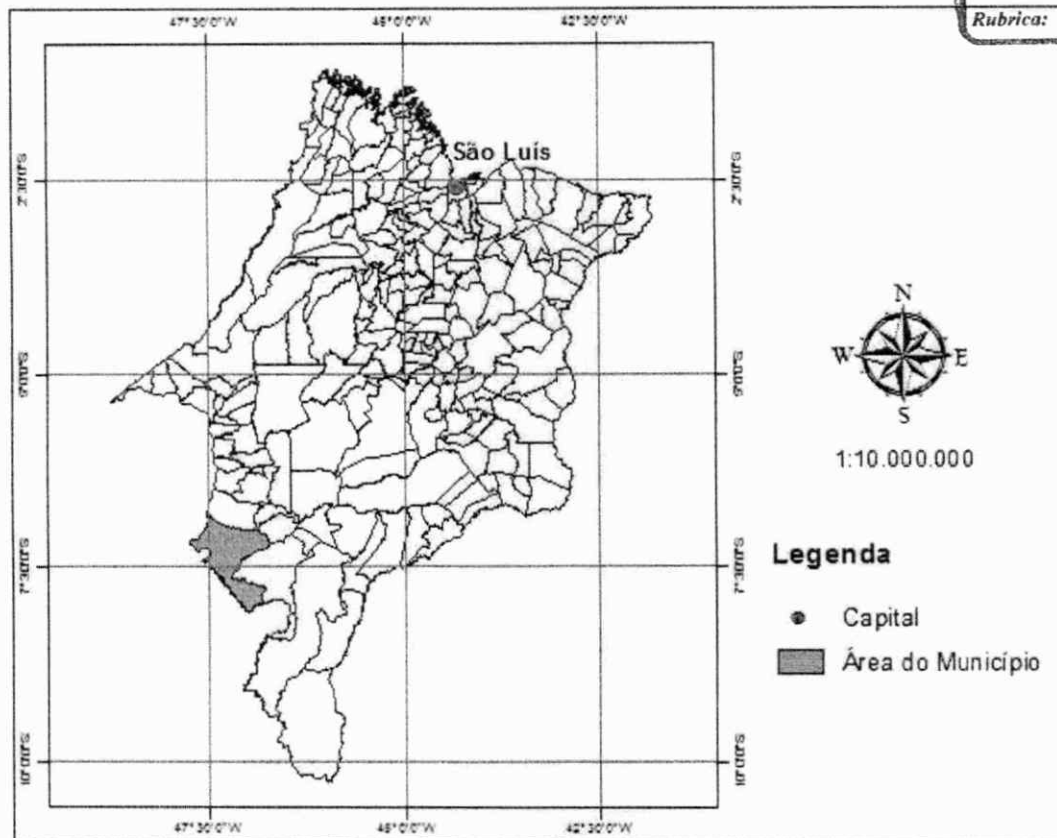 Rubrica:
47°30'0"W 45°0'0"W 42°30'0"W
São Luís
2°30'0"S 2°30'0"S
N
W E
S
5°0'0"S 5°0'0"S
1:10.000.000
Legenda
7°30'0"S 7°30'0"S
Capital
Área do Município
10°0'0"S 10°0'0"S
47°30'0"W 45°0'0"W 42°30'0"W